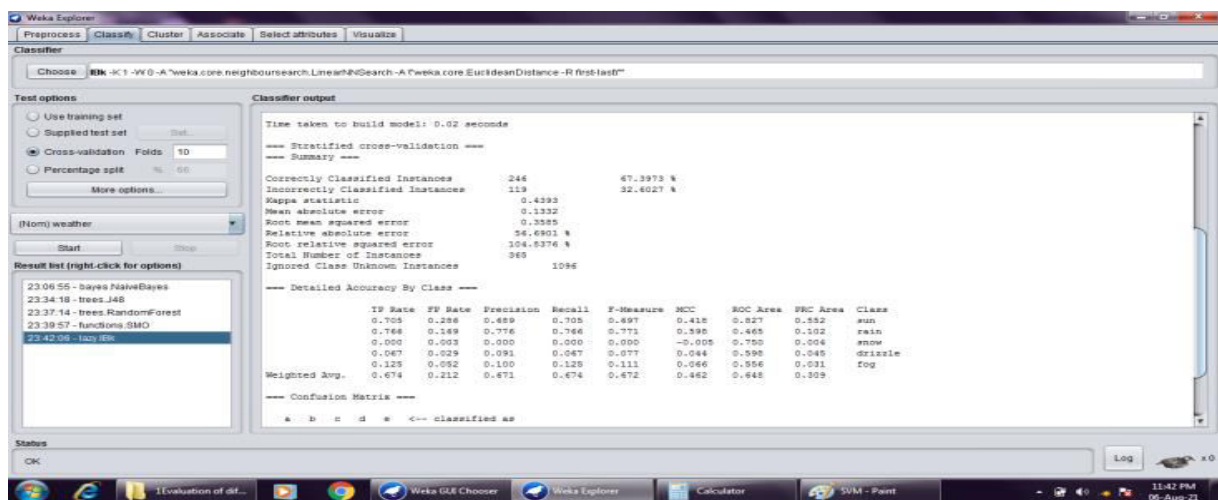 Weka Explorer
Preprocess Classify Cluster Associate Select attributes Visualize
Classifier
Choose IBk -K 1 -W 0 -A "weka.core.neighboursearch.LinearNNSearch -A \"weka.core.EuclideanDistance -R first-last\""
Test options
Use training set
Supplied test set Set...
Cross-validation Folds 10
Percentage split % 66
More options...
(Nom) weather
Start Stop
Result list (right-click for options)
23:06:55 - bayes.NaiveBayes
23:34:18 - trees.J48
23:37:14 - trees.RandomForest
23:39:57 - functions.SMO
23:42:06 - lazy.IBk
Classifier output
Time taken to build model: 0.02 seconds
=== Stratified cross-validation ===
=== Summary ===
Correctly Classified Instances 246 67.3973 %
Incorrectly Classified Instances 119 32.6027 %
Kappa statistic 0.4393
Mean absolute error 0.1332
Root mean squared error 0.3585
Relative absolute error 56.6901 %
Root relative squared error 104.5376 %
Total Number of Instances 365
Ignored Class Unknown Instances 1096
=== Detailed Accuracy By Class ===
TP Rate FP Rate Precision Recall F-Measure MCC ROC Area PRC Area Class
0.705 0.286 0.689 0.705 0.697 0.418 0.827 0.552 sun
0.766 0.169 0.776 0.766 0.771 0.598 0.465 0.102 rain
0.000 0.003 0.000 0.000 0.000 -0.005 0.750 0.004 snow
0.067 0.029 0.091 0.067 0.077 0.044 0.598 0.045 drizzle
0.125 0.052 0.100 0.125 0.111 0.066 0.556 0.031 fog
Weighted Avg. 0.674 0.212 0.671 0.674 0.672 0.462 0.648 0.309
=== Confusion Matrix ===
a b c d e <-- classified as
Status
OK
Log x 0
1Evaluation of dif... Weka GUI Chooser Weka Explorer Calculator SVM - Paint
11:42 PM
06-Aug-21